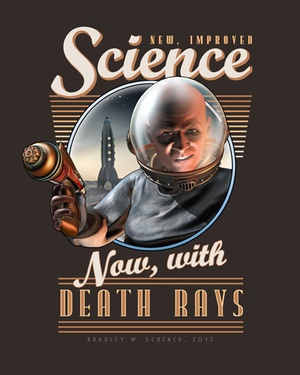 NEW, IMPROVED
Science
Now, with
DEATH RAYS
BRADLEY W. SCHENCK, 2012